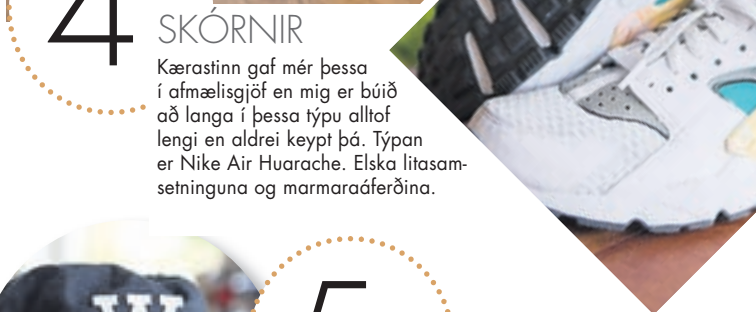 4
SKÓRNIR
Kærastinn gaf mér þessa
í afmælisgjöf en mig er búið
að langa í þessa týpu alltof
lengi en aldrei keypt þá. Týpan
er Nike Air Huarache. Elska litasam-
setninguna og marmaraáferðina.
5
W